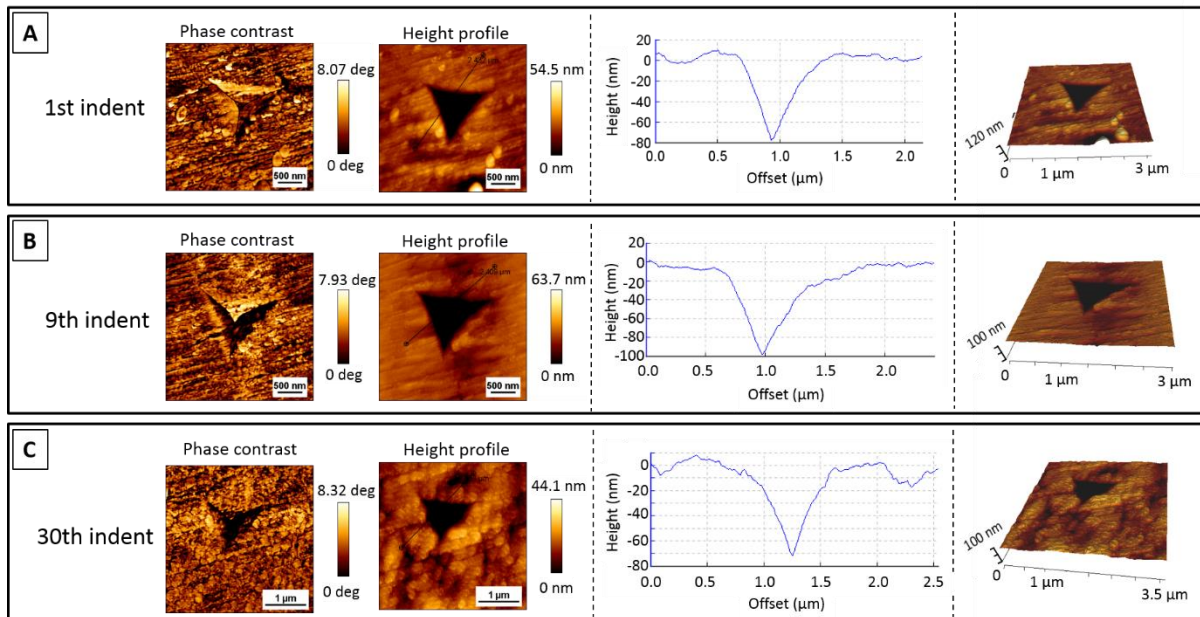 A
1st indent
Phase contrast
8.07 deg
0 deg
500 nm
Height profile
54.5 nm
0 nm
500 nm
Height (nm)
20
0
-20
-40
-60
-80
0.0 0.5 1.0 1.5 2.0
Offset (µm)
120 nm
0
1 µm
3 µm
B
9th indent
Phase contrast
7.93 deg
0 deg
500 nm
Height profile
63.7 nm
0 nm
500 nm
Height (nm)
20
0
-20
-40
-60
-80
-100
0.0 0.5 1.0 1.5 2.0
Offset (µm)
100 nm
0
1 µm
3 µm
C
30th indent
Phase contrast
8.32 deg
0 deg
1 µm
Height profile
44.1 nm
0 nm
1 µm
Height (nm)
0
-20
-40
-60
-80
0.0 0.5 1.0 1.5 2.0 2.5
Offset (µm)
100 nm
0
1 µm
3.5 µm